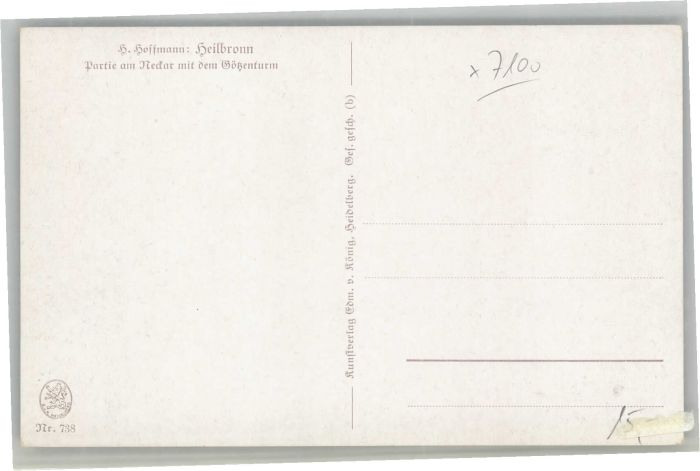 H. Hoffmann: Heilbronn
Partie am Neckar mit dem Götzenturm
x 7100
Kunstverlag Edm. v. König, Heidelberg. Ges. gesch. (b)
Nr. 738
15,